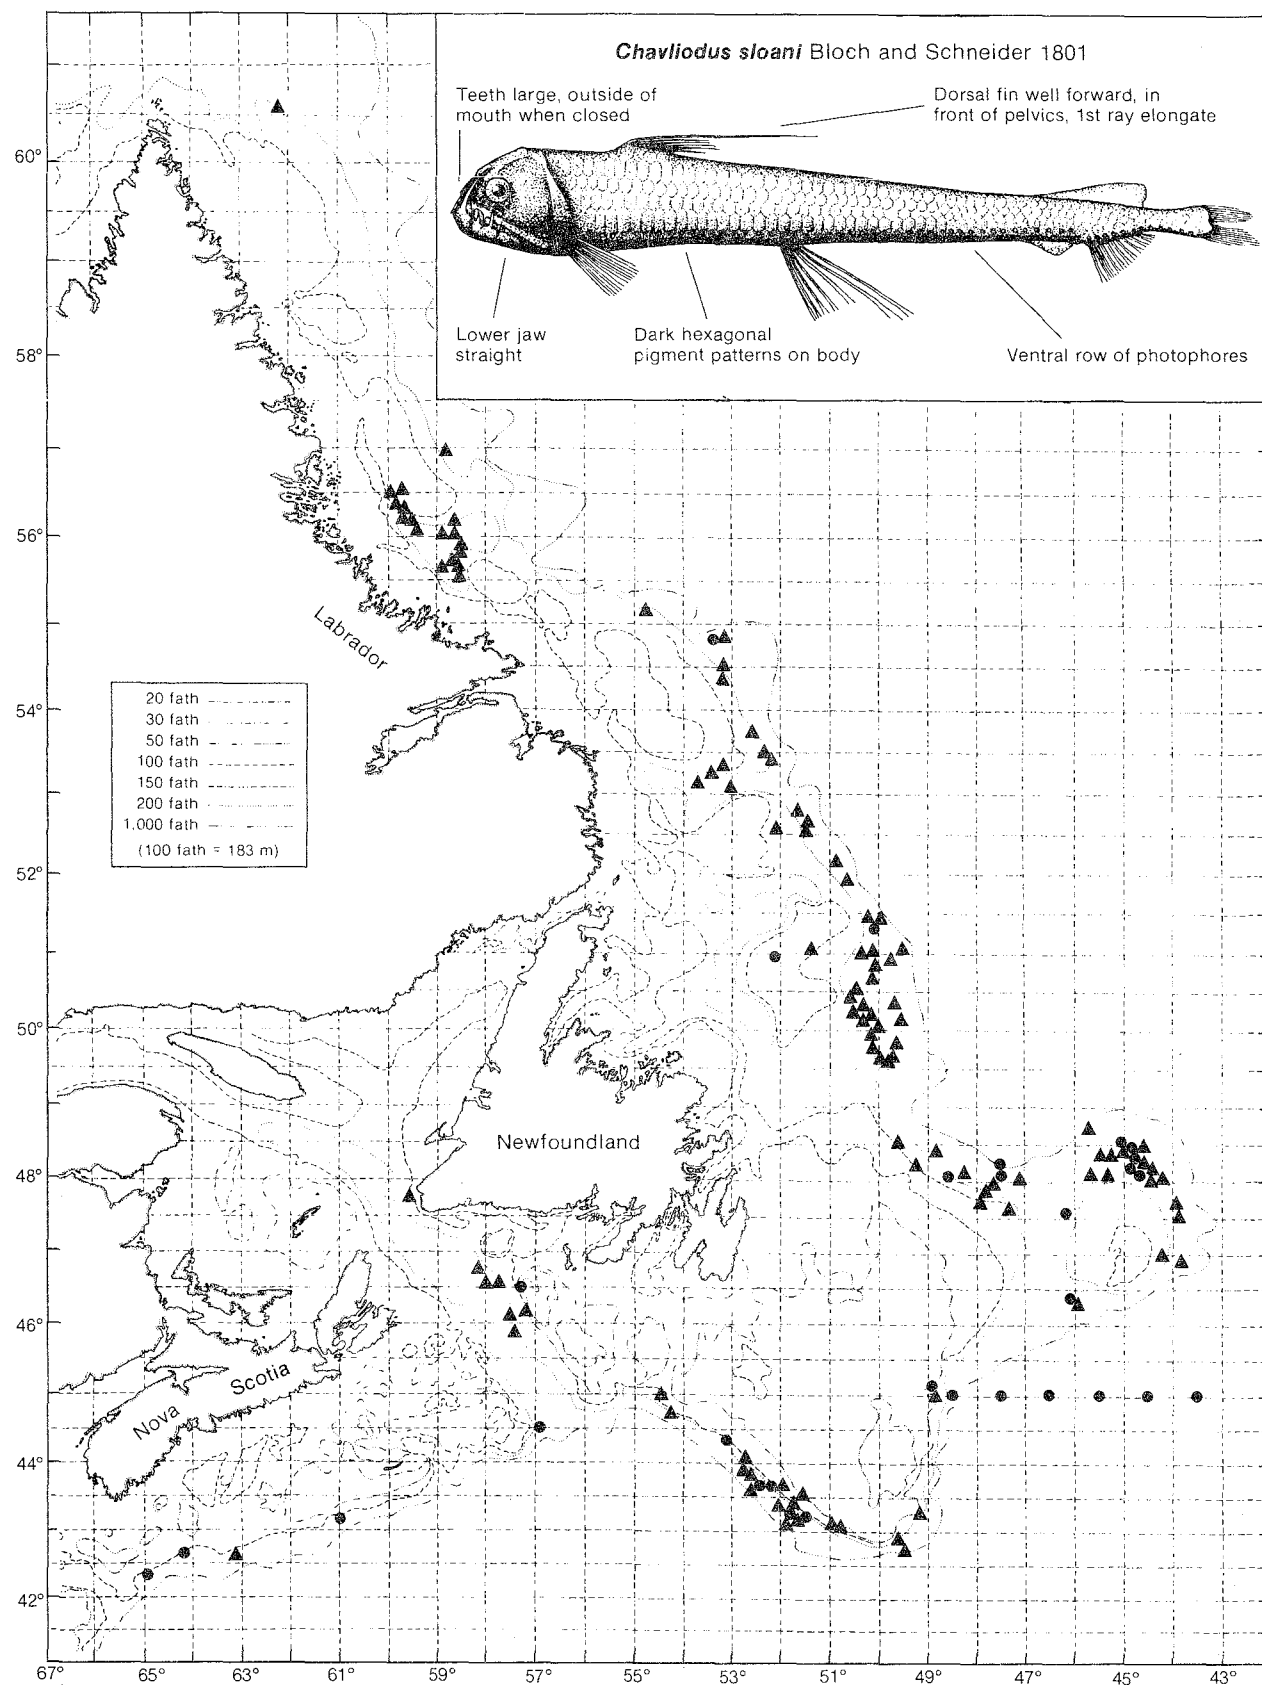 Chavliodus sloani Bloch and Schneider 1801
Teeth large, outside of
mouth when closed
Dorsal fin well forward, in
front of pelvics, 1st ray elongate
Lower jaw
straight
Dark hexagonal
pigment patterns on body
Ventral row of photophores
60°
58°
56°
54°
52°
50°
48°
46°
44°
42°
Labrador
20 fath
30 fath
50 fath
100 fath
150 fath
200 fath
1,000 fath
(100 fath = 183 m)
Newfoundland
Nova Scotia
67° 65° 63° 61° 59° 57° 55° 53° 51° 49° 47° 45° 43°